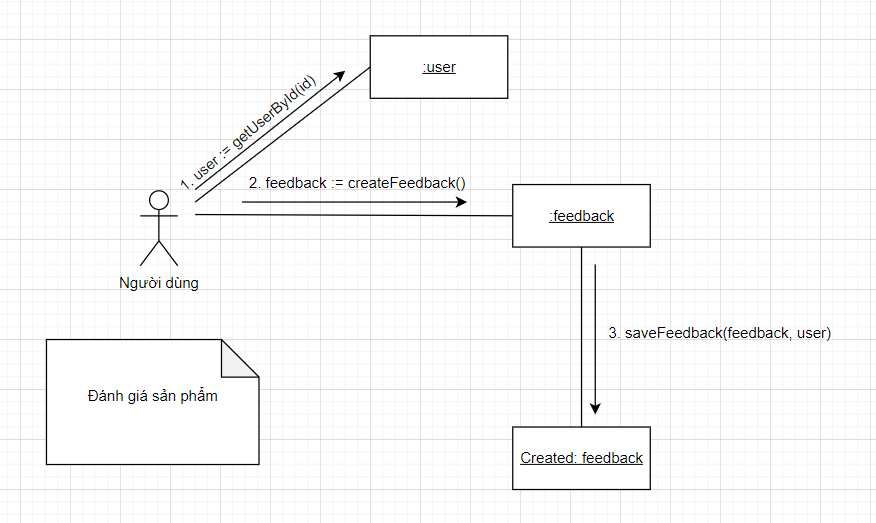 :user
1. user := getUserById(id)
2. feedback := createFeedback()
:feedback
Người dùng
3. saveFeedback(feedback, user)
Đánh giá sản phẩm
Created: feedback